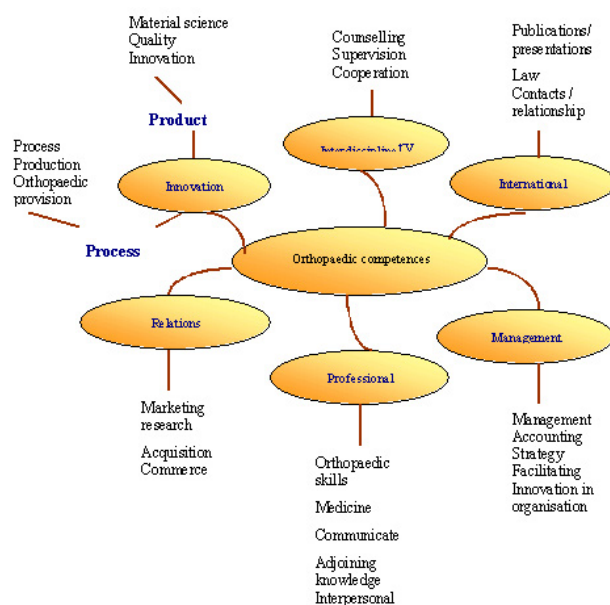 Material science
Quality
Innovation
Counselling
Supervision
Cooperation
Publications/
presentations
Law
Contacts /
relationship
Product
Process
Production
Orthopaedic
provision
Innovation
International
Process
Orthopaedic competences
Relations
Management
Professional
Marketing
research
Acquisition
Commerce
Management
Accounting
Strategy
Facilitating
Innovation in
organisation
Orthopaedic
skills
Medicine
Communicate
Adjoining
knowledge
Interpersonal